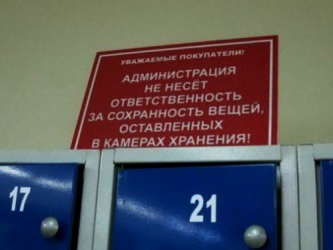 УВАЖАЕМЫЕ ПОКУПАТЕЛИ!
АДМИНИСТРАЦИЯ
НЕ НЕСЁТ
ОТВЕТСТВЕННОСТЬ
ЗА СОХРАННОСТЬ ВЕЩЕЙ,
ОСТАВЛЕННЫХ
В КАМЕРАХ ХРАНЕНИЯ!
17
21